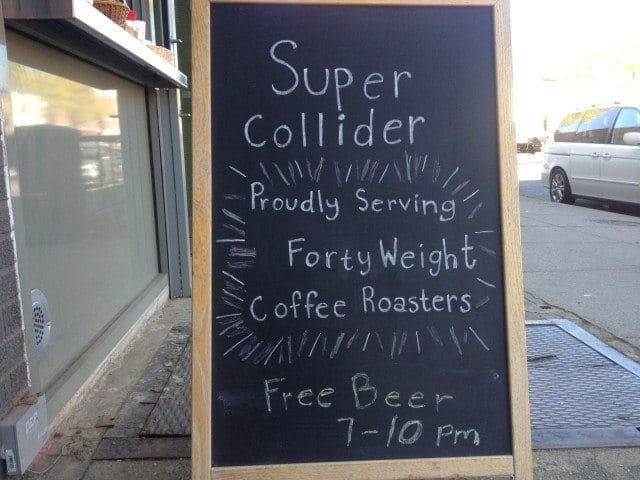 Super
Collider
Proudly Serving
Forty Weight
Coffee Roasters
Free Beer
7-10 pm